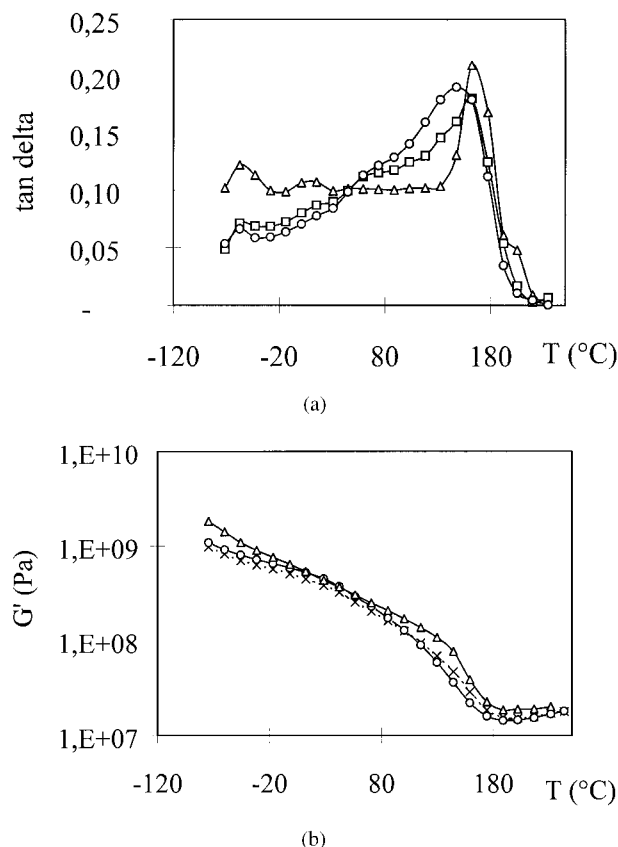 0,25
0,20
0,15
0,10
0,05
-
tan delta
-120 -20 80 180 T (°C)
(a)
1,E+10
1,E+09
1,E+08
1,E+07
G' (Pa)
-120 -20 80 180 T (°C)
(b)